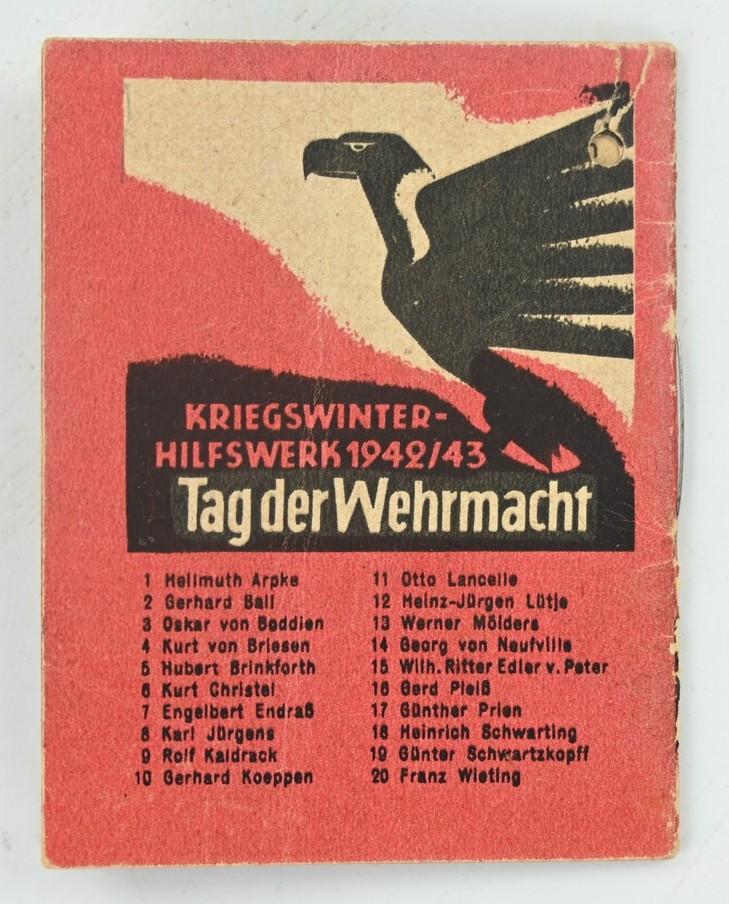 KRIEGSWINTER-
HILFSWERK 1942/43
Tag der Wehrmacht
1 Hellmuth Arpke
2 Gerhard Ball
3 Oskar von Beddien
4 Kurt von Briesen
5 Hubert Brinkforth
6 Kurt Christel
7 Engelbert Endraß
8 Karl Jürgens
9 Rolf Kaldrack
10 Gerhard Koeppen
11 Otto Lancelle
12 Heinz-Jürgen Lütje
13 Werner Mölders
14 Georg von Neufville
15 Wilh. Ritter Edler v. Peter
16 Gerd Pleiß
17 Günther Prien
18 Heinrich Schwarting
19 Günter Schwartzkopff
20 Franz Wieting